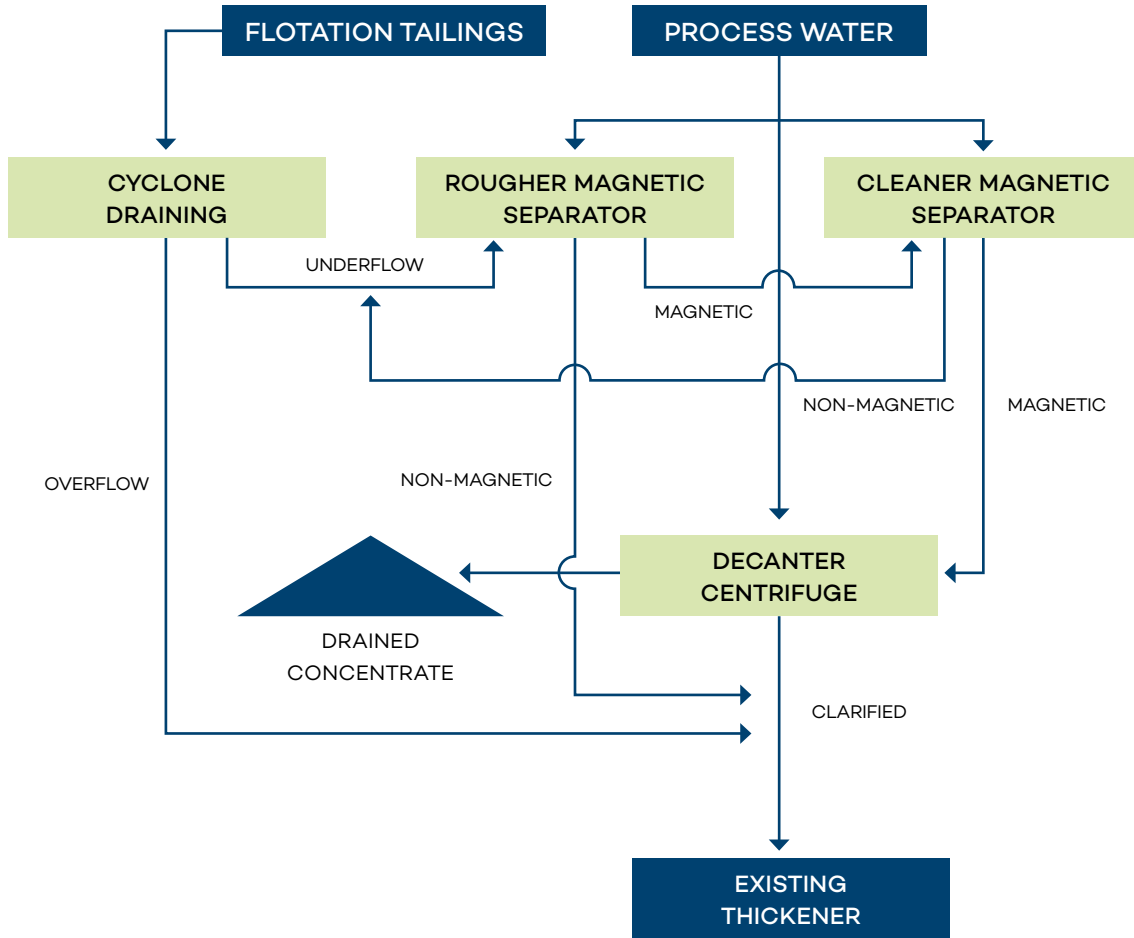 FLOTATION TAILINGS
PROCESS WATER
CYCLONE
DRAINING
ROUGHER MAGNETIC
SEPARATOR
CLEANER MAGNETIC
SEPARATOR
UNDERFLOW
MAGNETIC
NON-MAGNETIC
MAGNETIC
OVERFLOW
NON-MAGNETIC
DECANTER
CENTRIFUGE
DRAINED
CONCENTRATE
CLARIFIED
EXISTING
THICKENER